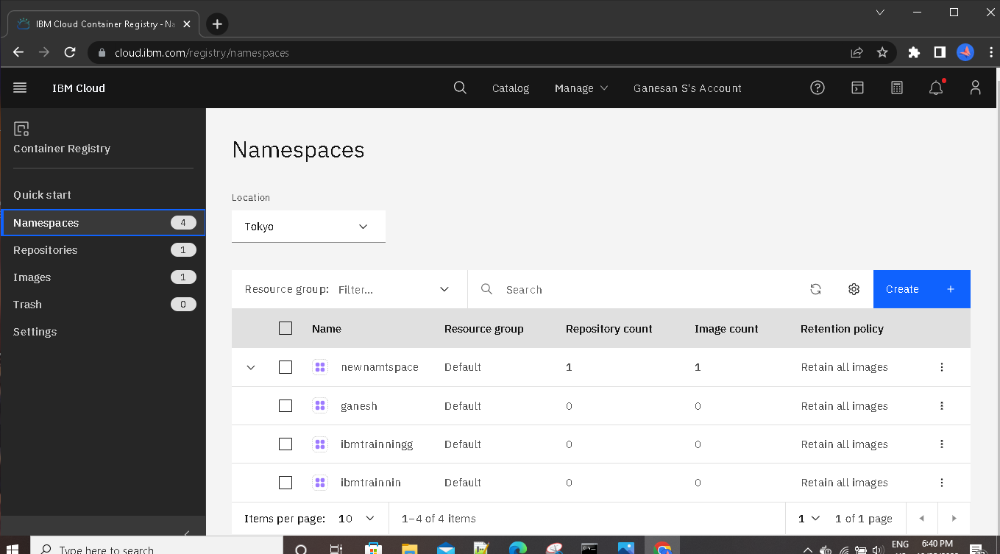 IBM Cloud Container Registry - Na
cloud.ibm.com/registry/namespaces
IBM Cloud
Catalog
Manage
Ganesan S's Account
Container Registry
Quick start
Namespaces 4
Repositories 1
Images 1
Trash 0
Settings
Namespaces
Location
Tokyo
Resource group: Filter...
Search
Create +
Name Resource group Repository count Image count Retention policy
newnamtspace Default 1 1 Retain all images
ganesh Default 0 0 Retain all images
ibmtrainningg Default 0 0 Retain all images
ibmtrainnin Default 0 0 Retain all images
Items per page: 10 1–4 of 4 items 1 1 of 1 page
Type here to search
ENG
6:40 PM